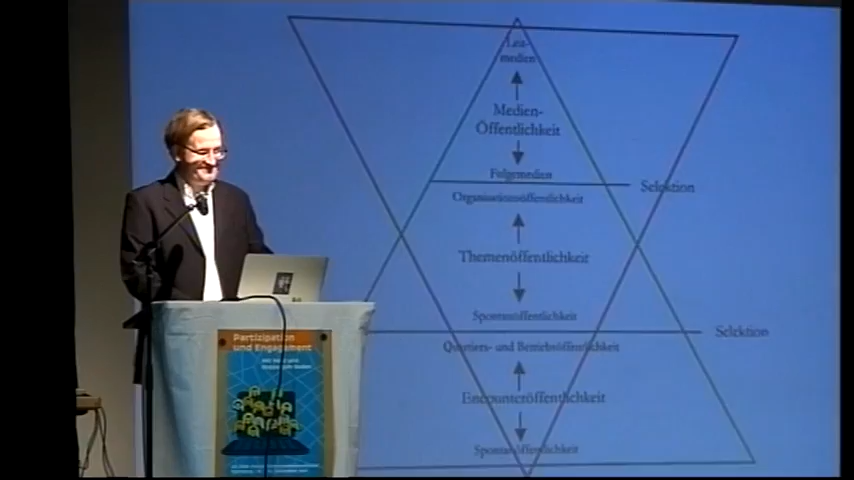 Leit-
medien
Medien-
Öffentlichkeit
Folgemedien
Selektion
Organisationsöffentlichkeit
Themenöffentlichkeit
Spontanöffentlichkeit
Selektion
Quartiers- und Betriebsöffentlichkeit
Encounteröffentlichkeit
Spontanöffentlichkeit
Partizipation
und Engagement